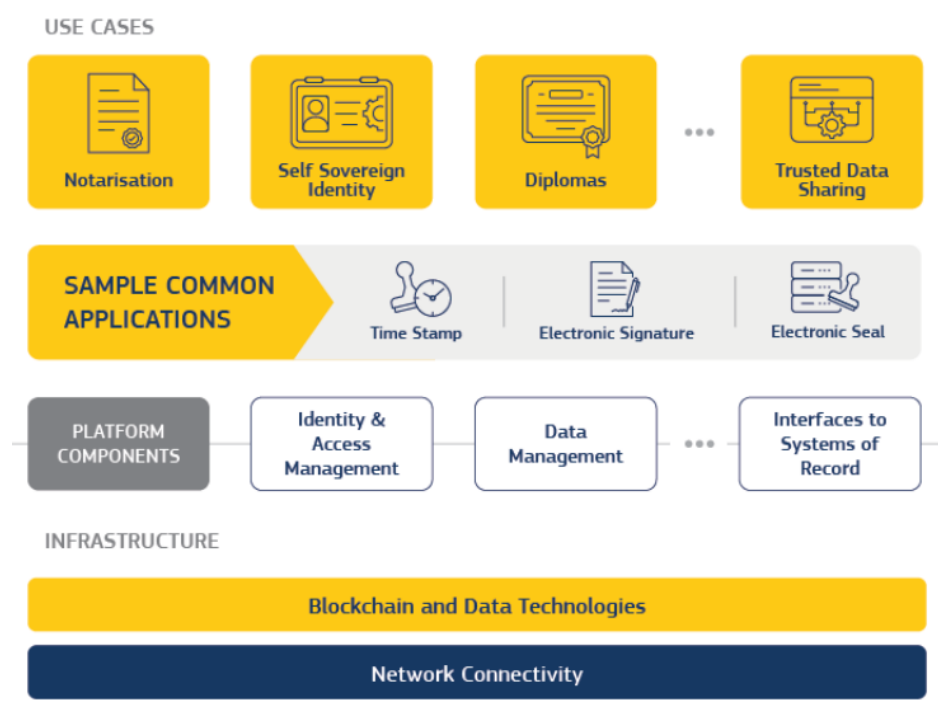 USE CASES
Notarisation
Self Sovereign
Identity
Diplomas
Trusted Data
Sharing
SAMPLE COMMON
APPLICATIONS
Time Stamp
Electronic Signature
Electronic Seal
PLATFORM
COMPONENTS
Identity &
Access
Management
Data
Management
Interfaces to
Systems of
Record
INFRASTRUCTURE
Blockchain and Data Technologies
Network Connectivity